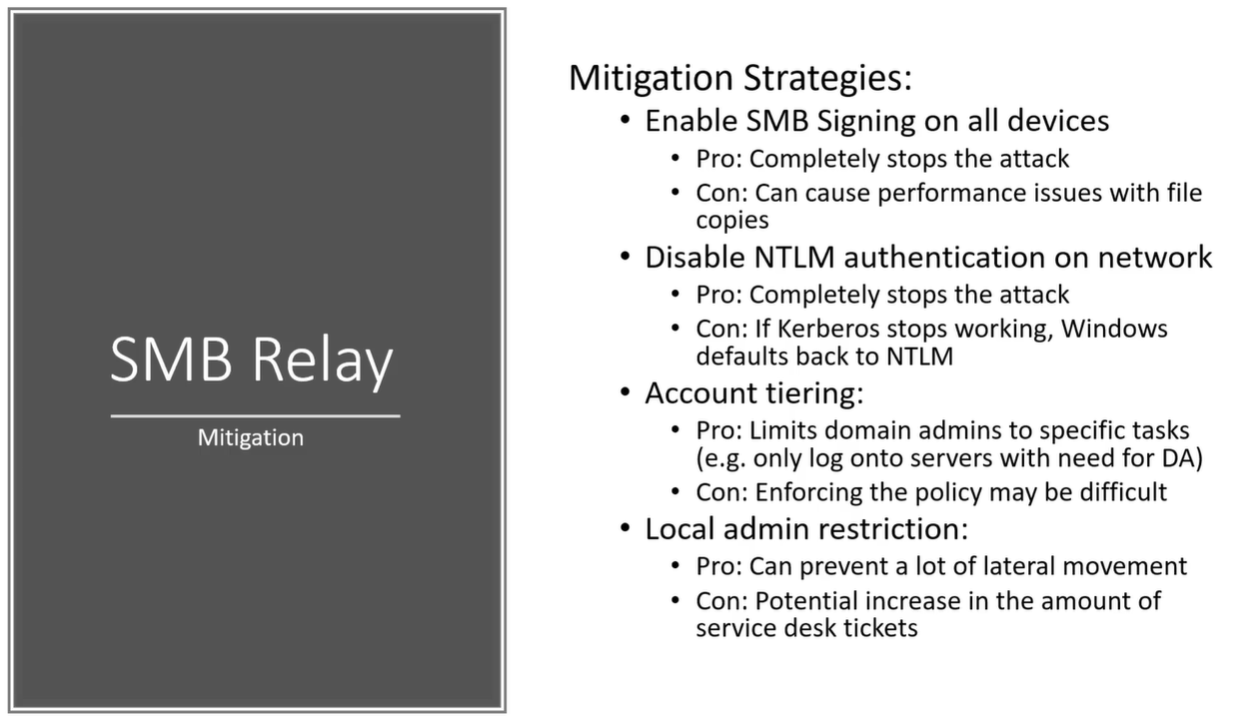 SMB Relay
Mitigation
Mitigation Strategies:
• Enable SMB Signing on all devices
• Pro: Completely stops the attack
• Con: Can cause performance issues with file
copies
• Disable NTLM authentication on network
• Pro: Completely stops the attack
• Con: If Kerberos stops working, Windows
defaults back to NTLM
• Account tiering:
• Pro: Limits domain admins to specific tasks
(e.g. only log onto servers with need for DA)
• Con: Enforcing the policy may be difficult
• Local admin restriction:
• Pro: Can prevent a lot of lateral movement
• Con: Potential increase in the amount of
service desk tickets